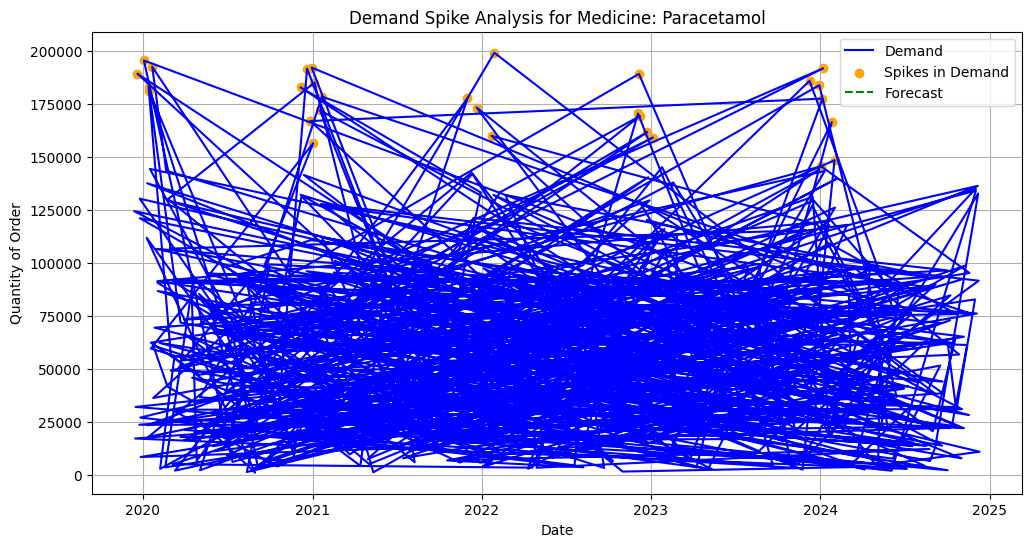 Demand Spike Analysis for Medicine: Paracetamol
Demand
Spikes in Demand
Forecast
Quantity of Order
200000
175000
150000
125000
100000
75000
50000
25000
0
2020
2021
2022
2023
2024
2025
Date